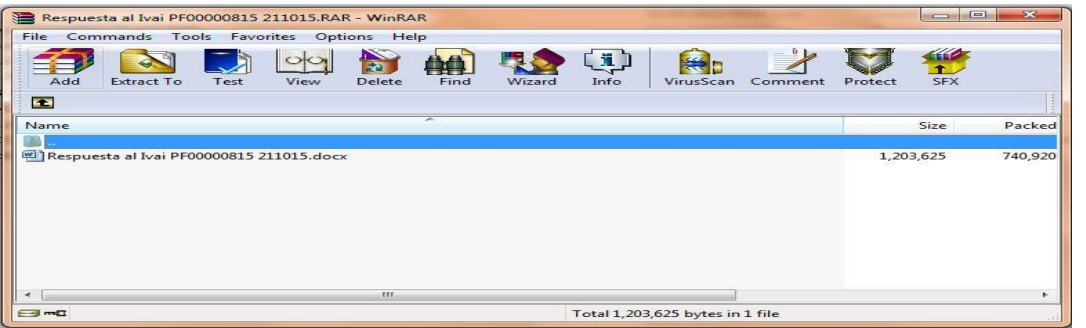 Respuesta al Ivai PF00000815 211015.RAR - WinRAR
File Commands Tools Favorites Options Help
Add Extract To Test View Delete Find Wizard Info VirusScan Comment Protect SFX
Name Size Packed
..
Respuesta al Ivai PF00000815 211015.docx 1,203,625 740,920
Total 1,203,625 bytes in 1 file